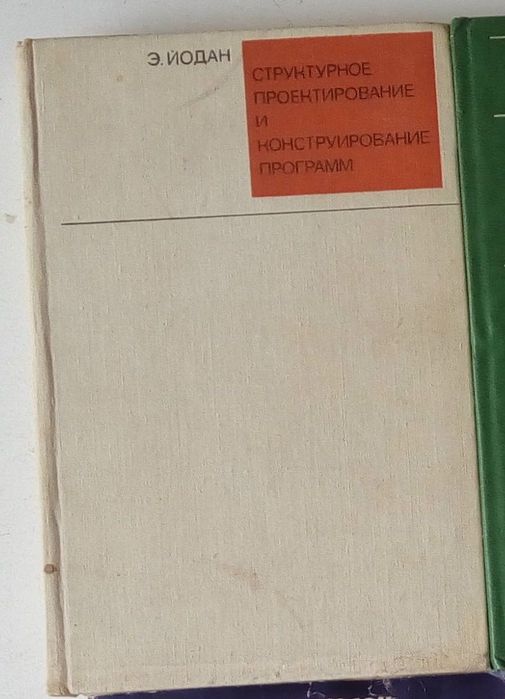 Э. ЙОДАН
СТРУКТУРНОЕ
ПРОЕКТИРОВАНИЕ
И
КОНСТРУИРОВАНИЕ
ПРОГРАММ